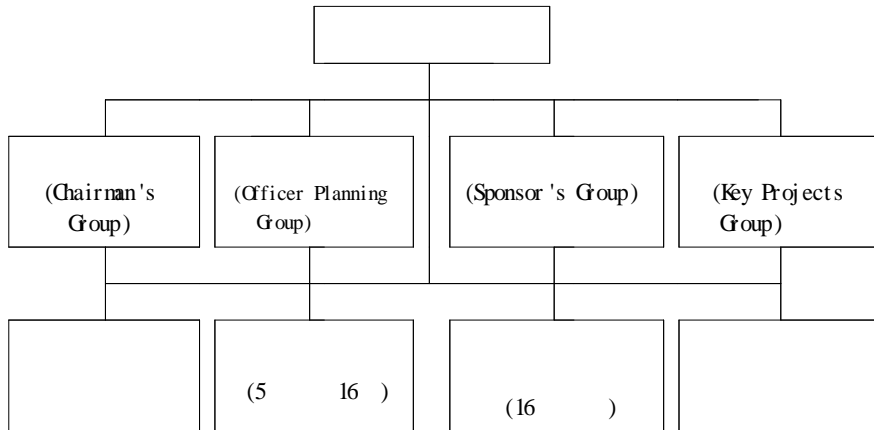 (Chairman's
Group)
(Officer Planning
Group)
(Sponsor's Group)
(Key Projects
Group)
(5 16 )
(16 )